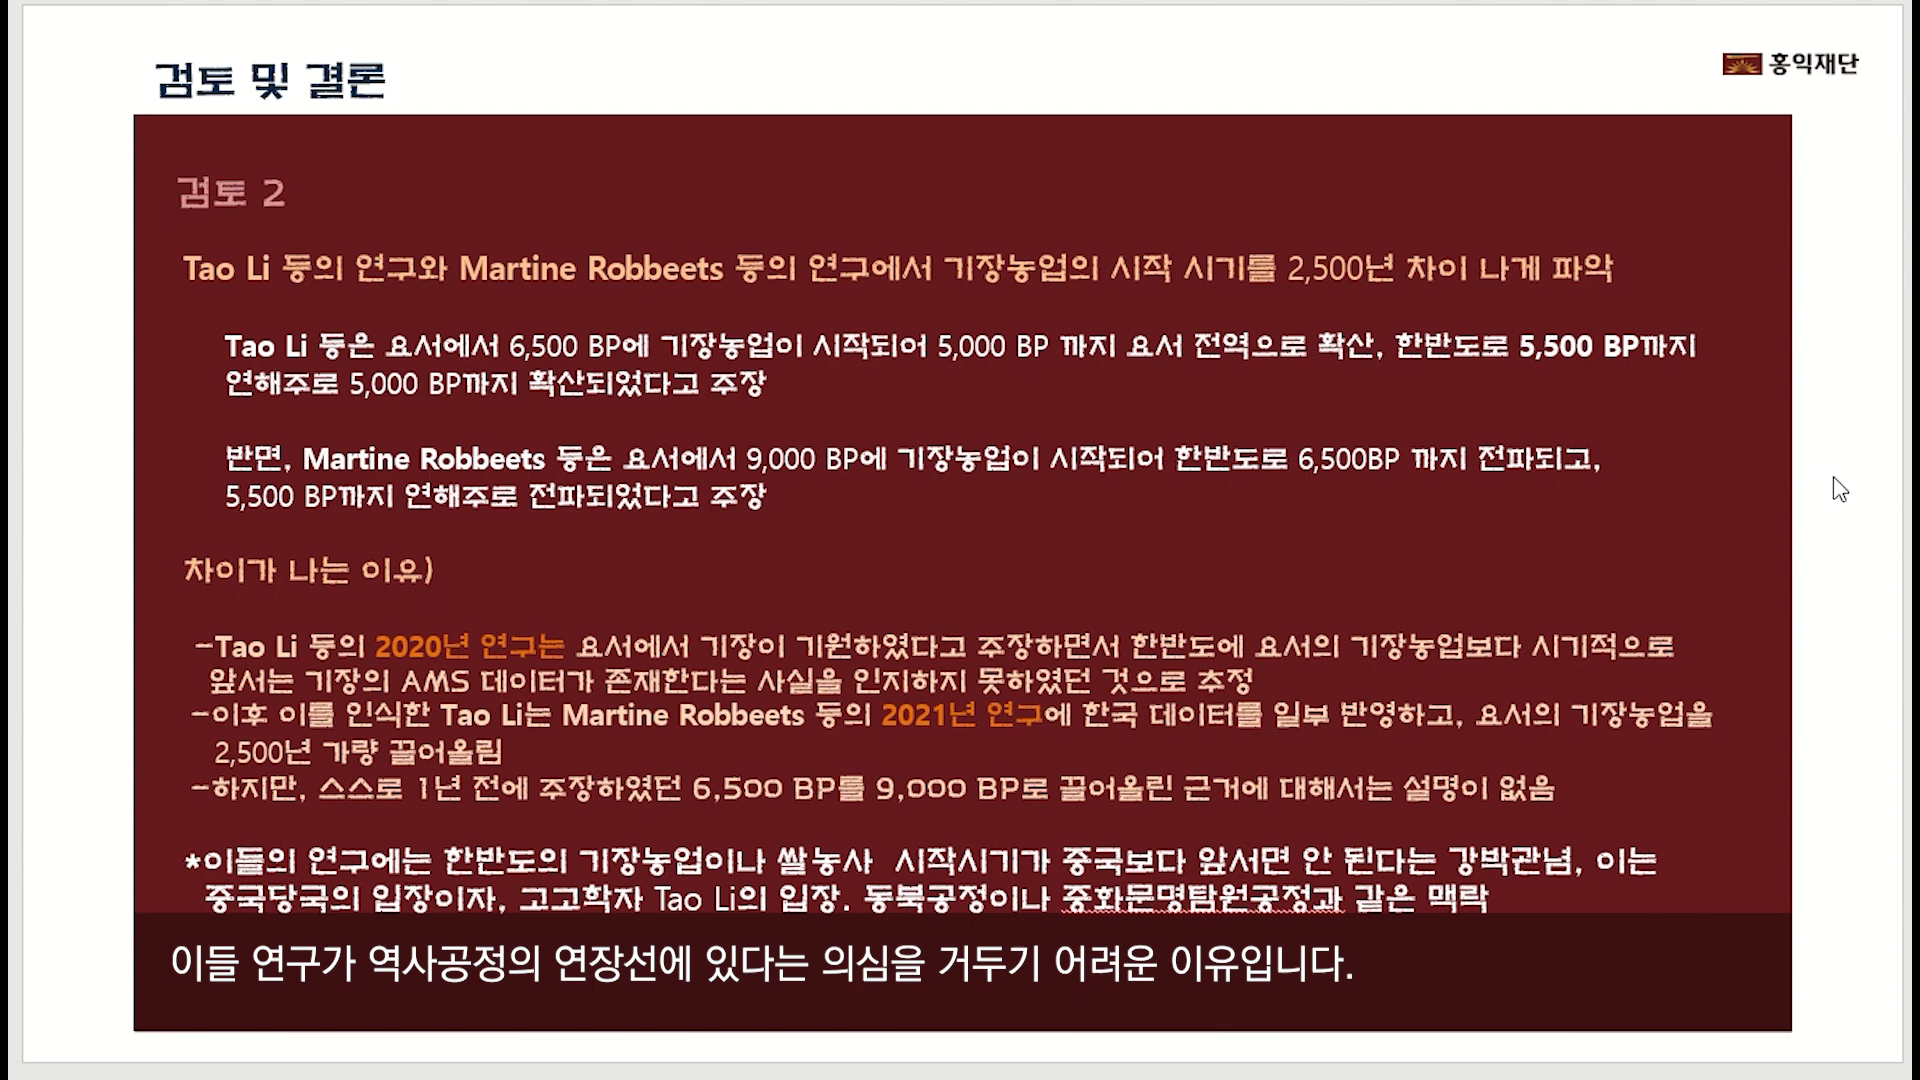 검토 및 결론
홍익재단
검토 2
Tao Li 등의 연구와 Martine Robbeets 등의 연구에서 기장농업의 시작 시기를 2,500년 차이 나게 파악
Tao Li 등은 요서에서 6,500 BP에 기장농업이 시작되어 5,000 BP 까지 요서 전역으로 확산, 한반도로 5,500 BP까지
연해주로 5,000 BP까지 확산되었다고 주장
반면, Martine Robbeets 등은 요서에서 9,000 BP에 기장농업이 시작되어 한반도로 6,500BP 까지 전파되고,
5,500 BP까지 연해주로 전파되었다고 주장
차이가 나는 이유)
-Tao Li 등의 2020년 연구는 요서에서 기장이 기원하였다고 주장하면서 한반도에 요서의 기장농업보다 시기적으로
앞서는 기장의 AMS 데이터가 존재한다는 사실을 인지하지 못하였던 것으로 추정
-이후 이를 인식한 Tao Li는 Martine Robbeets 등의 2021년 연구에 한국 데이터를 일부 반영하고, 요서의 기장농업을
2,500년 가량 끌어올림
-하지만, 스스로 1년 전에 주장하였던 6,500 BP를 9,000 BP로 끌어올린 근거에 대해서는 설명이 없음
*이들의 연구에는 한반도의 기장농업이나 쌀농사 시작시기가 중국보다 앞서면 안 된다는 강박관념, 이는
중국당국의 입장이자, 고고학자 Tao Li의 입장. 동북공정이나 중화문명탐원공정과 같은 맥락
이들 연구가 역사공정의 연장선에 있다는 의심을 거두기 어려운 이유입니다.